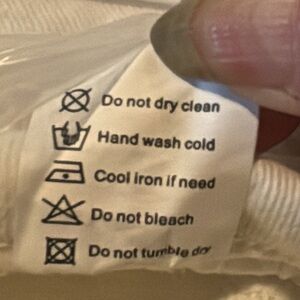 Do not dry clean
Hand wash cold
Cool iron if need
Do not bleach
Do not tumble dry